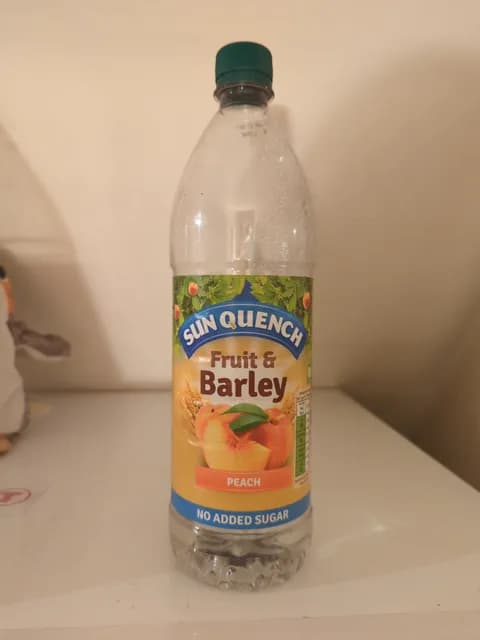 SUN QUENCH
Fruit &
Barley
PEACH
NO ADDED SUGAR